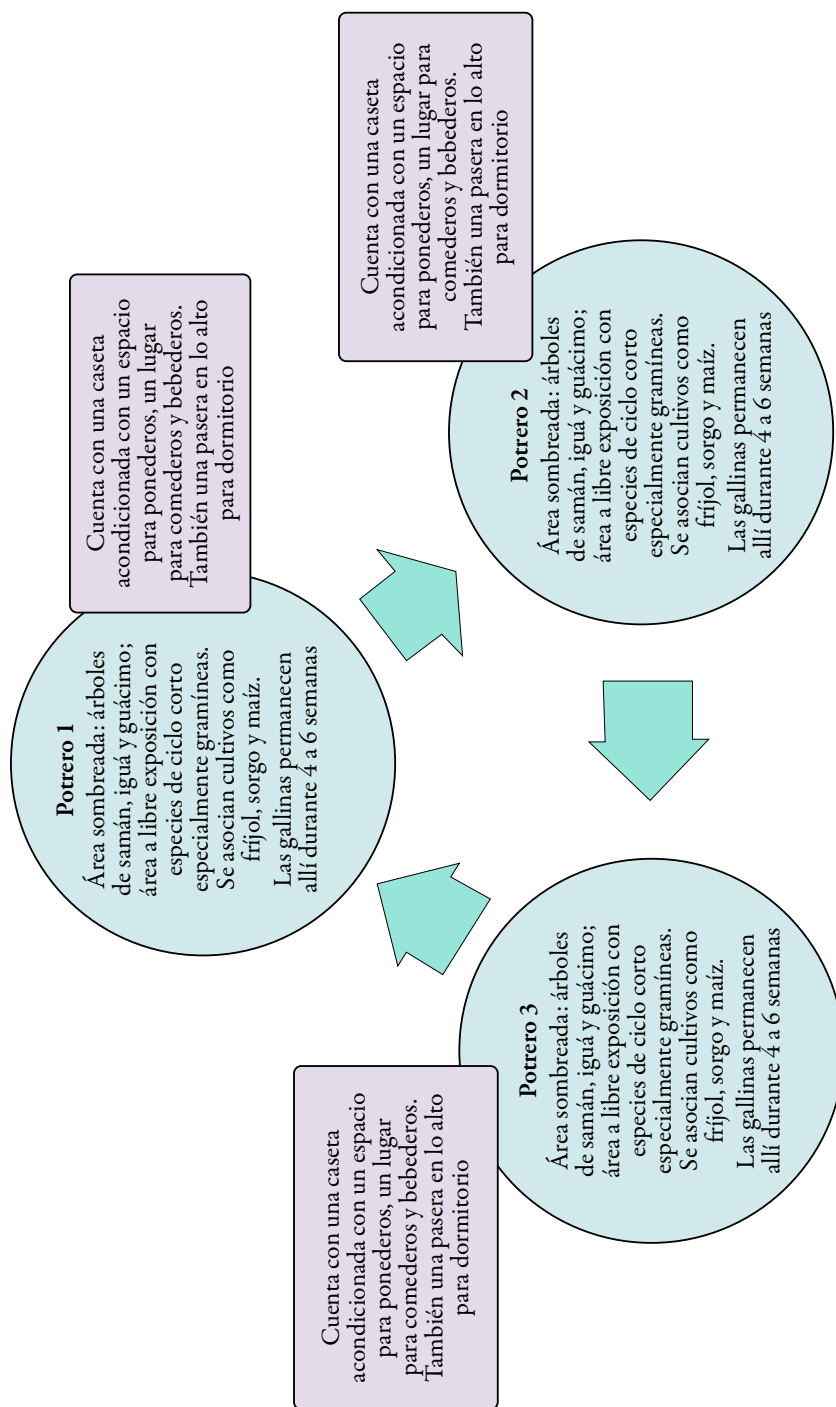 Potrero 1
Área sombreada: árboles
de samán, iguá y guácimo;
área a libre exposición con
especies de ciclo corto
especialmente gramíneas.
Se asocian cultivos como
fríjol, sorgo y maíz.
Las gallinas permanecen
allí durante 4 a 6 semanas
Cuenta con una caseta
acondicionada con un espacio
para ponederos, un lugar
para comederos y bebederos.
También una pasera en lo alto
para dormitorio
Potrero 2
Área sombreada: árboles
de samán, iguá y guácimo;
área a libre exposición con
especies de ciclo corto
especialmente gramíneas.
Se asocian cultivos como
fríjol, sorgo y maíz.
Las gallinas permanecen
allí durante 4 a 6 semanas
Cuenta con una caseta
acondicionada con un espacio
para ponederos, un lugar para
comederos y bebederos.
También una pasera en lo alto
para dormitorio
Potrero 3
Área sombreada: árboles
de samán, iguá y guácimo;
área a libre exposición con
especies de ciclo corto
especialmente gramíneas.
Se asocian cultivos como
fríjol, sorgo y maíz.
Las gallinas permanecen
allí durante 4 a 6 semanas
Cuenta con una caseta
acondicionada con un espacio
para ponederos, un lugar
para comederos y bebederos.
También una pasera en lo alto
para dormitorio